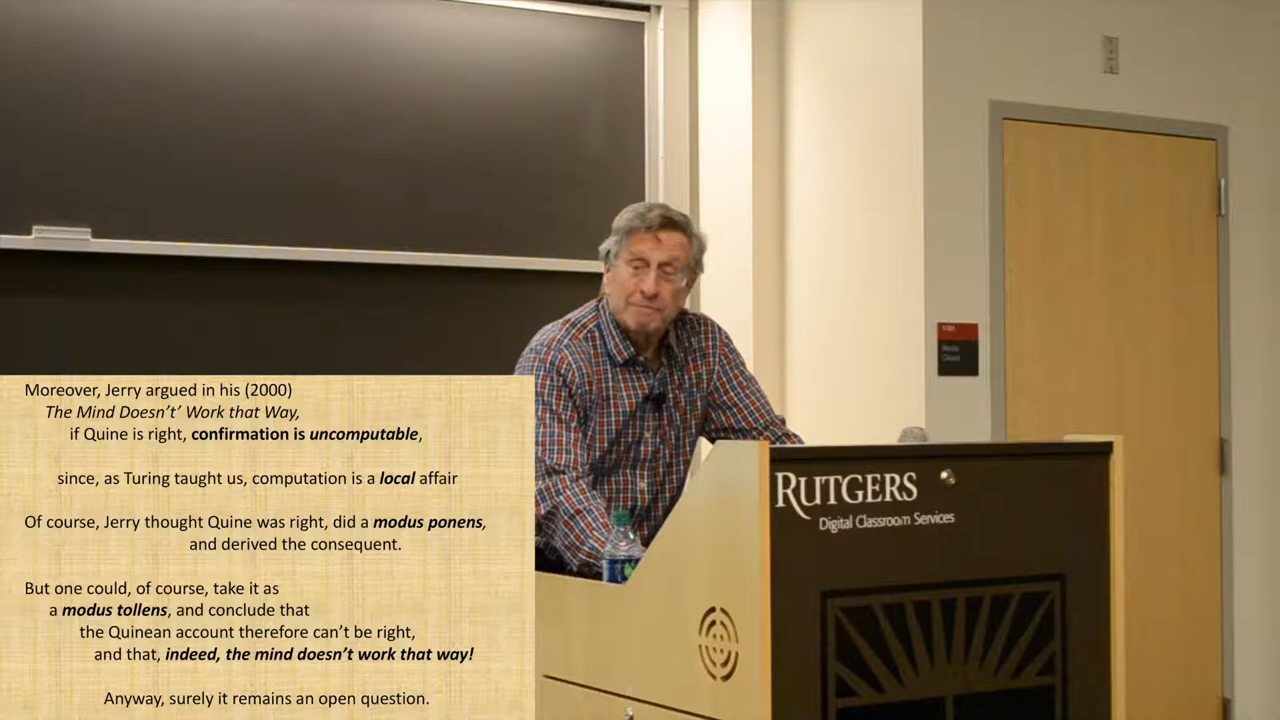 Moreover, Jerry argued in his (2000)
The Mind Doesn't' Work that Way,
if Quine is right, confirmation is uncomputable,
since, as Turing taught us, computation is a local affair
Of course, Jerry thought Quine was right, did a modus ponens,
and derived the consequent.
But one could, of course, take it as
a modus tollens, and conclude that
the Quinean account therefore can't be right,
and that, indeed, the mind doesn't work that way!
Anyway, surely it remains an open question.
RUTGERS
Digital Classroom Services